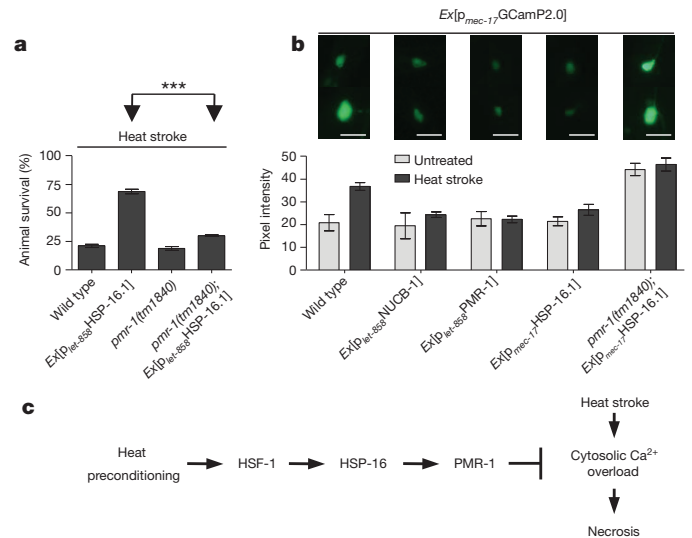 Ex[pmec-17GCamP2.0]
a
b
***
Heat stroke
100
75
50
25
0
Animal survival (%)
Wild type
Ex[plet-858HSP-16.1]
pmr-1(tm1840)
pmr-1(tm1840);
Ex[plet-858HSP-16.1]
50
40
30
20
10
0
Pixel intensity
Untreated
Heat stroke
Wild type
Ex[plet-858NUCB-1]
Ex[plet-858PMR-1]
Ex[pmec-17HSP-16.1]
pmr-1(tm1840);
Ex[pmec-17HSP-16.1]
c
Heat
preconditioning
HSF-1
HSP-16
PMR-1
Heat stroke
Cytosolic Ca2+
overload
Necrosis